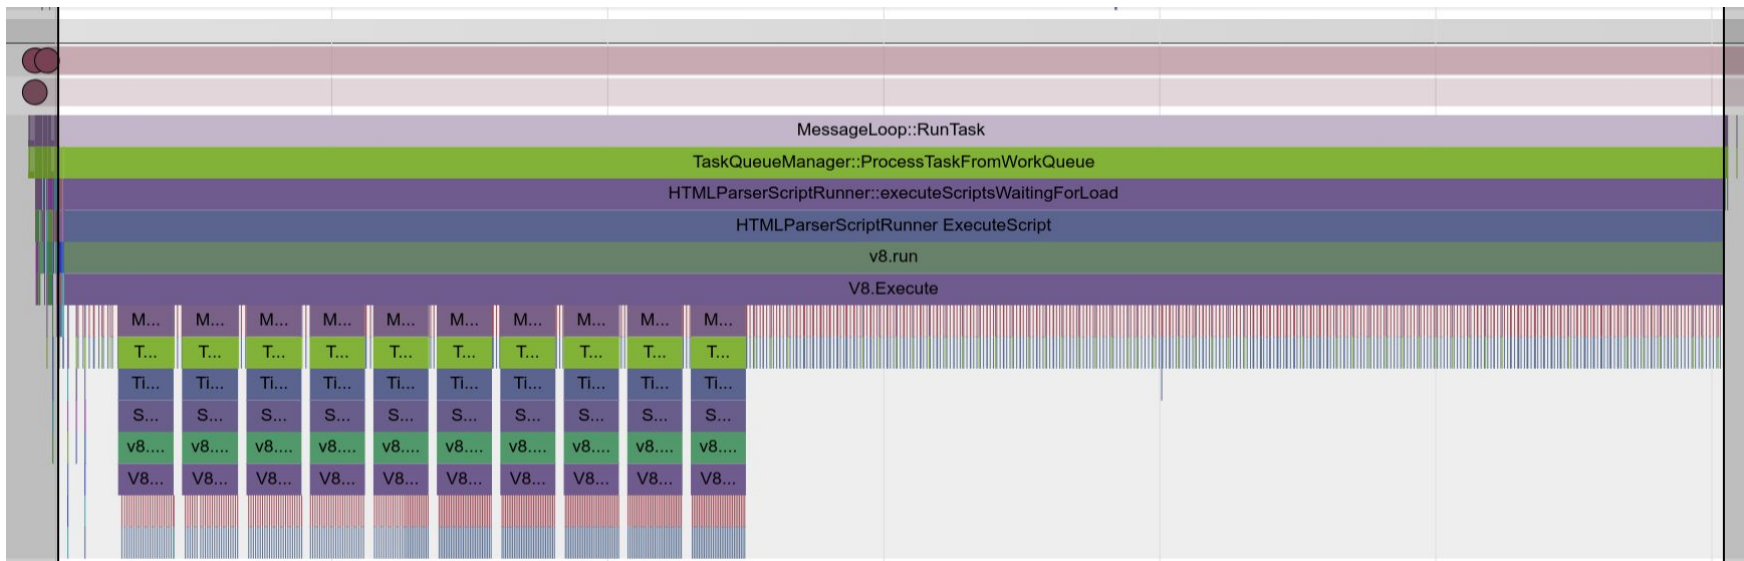 MessageLoop::RunTask
TaskQueueManager::ProcessTaskFromWorkQueue
HTMLParserScriptRunner::executeScriptsWaitingForLoad
HTMLParserScriptRunner ExecuteScript
v8.run
V8.Execute
M... M... M... M... M... M... M... M... M... M...
T... T... T... T... T... T... T... T... T... T...
Ti... Ti... Ti... Ti... Ti... Ti... Ti... Ti... Ti... Ti...
S... S... S... S... S... S... S... S... S... S...
v8.... v8.... v8.... v8.... v8.... v8.... v8.... v8.... v8.... v8....
V8... V8... V8... V8... V8... V8... V8... V8... V8... V8...